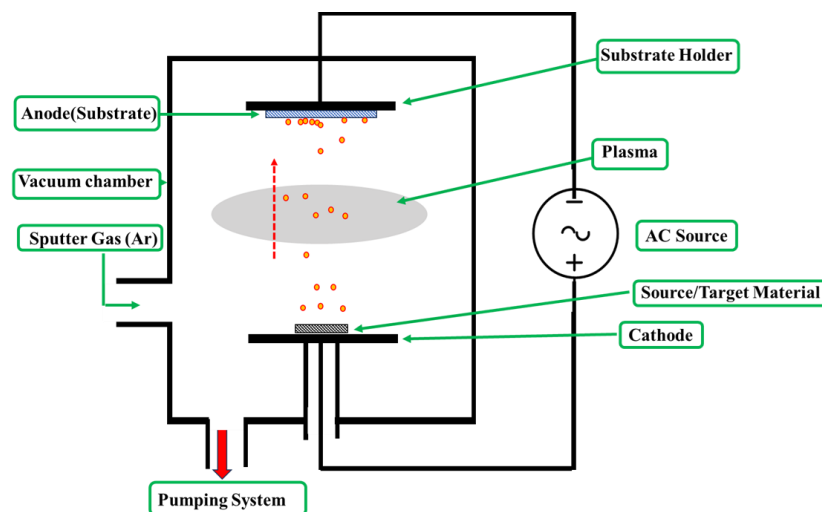 Substrate Holder
Anode(Substrate)
Plasma
Vacuum chamber
Sputter Gas (Ar)
−
AC Source
+
Source/Target Material
Cathode
Pumping System